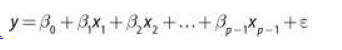 y = β₀ + β₁x₁ + β₂x₂ + ... + βₚ₋₁xₚ₋₁ + ε